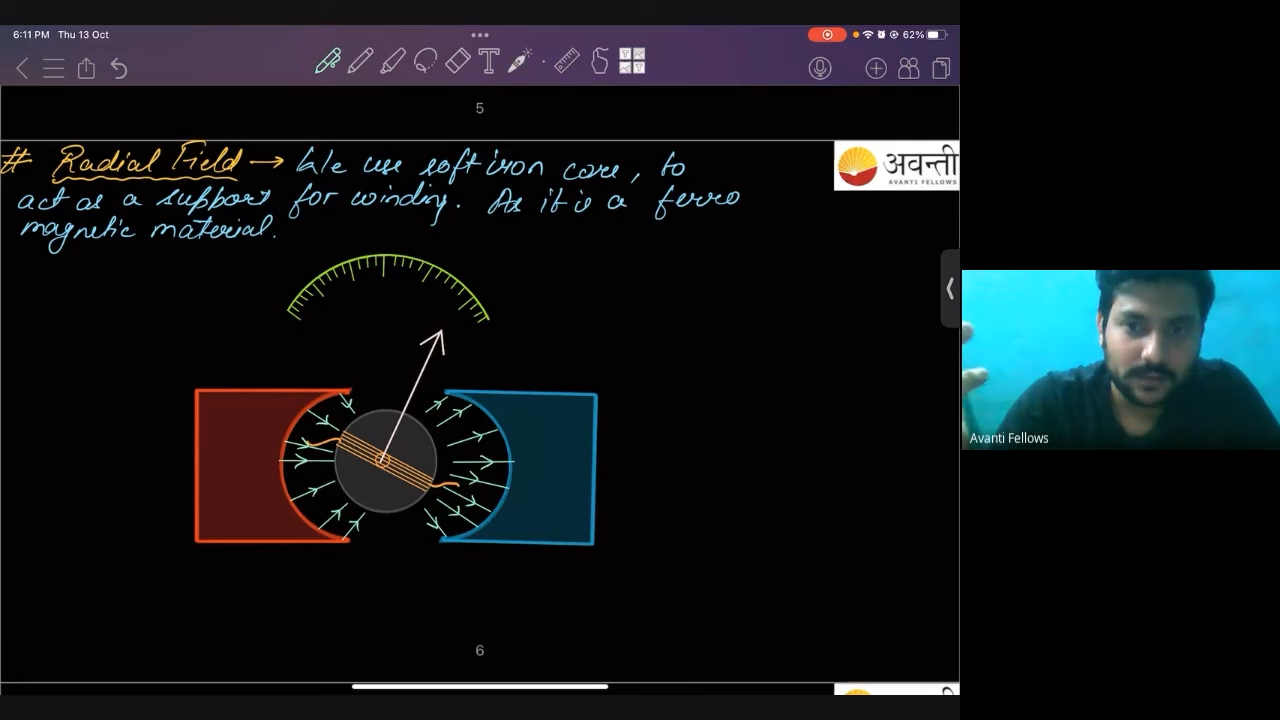 6:11 PM Thu 13 Oct
62%
5
# Radial Field → We use soft iron core, to
act as a support for winding. As it is a ferro
magnetic material.
अवन्ती
AVANTI FELLOWS
Avanti Fellows
6